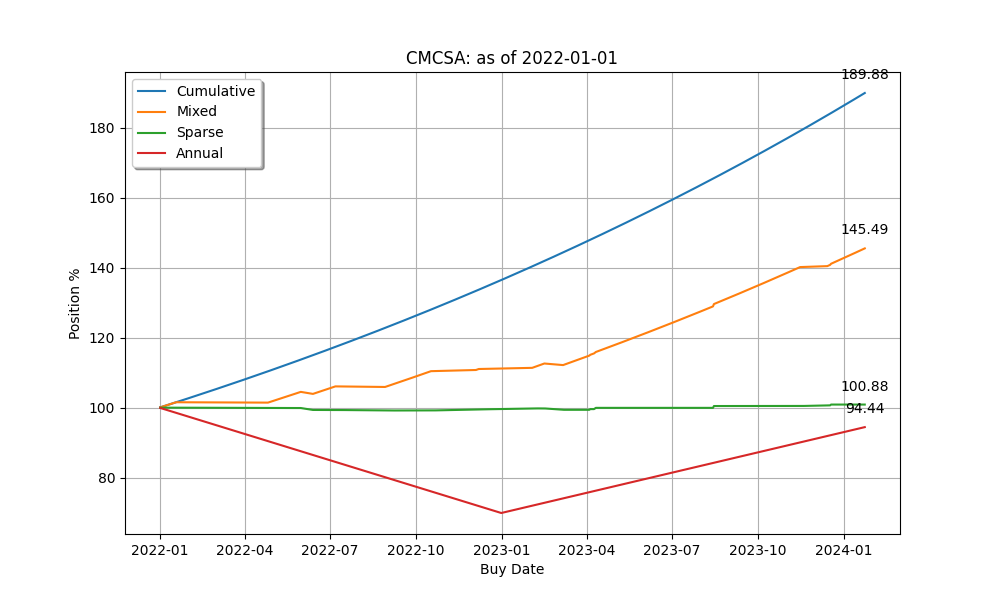 CMCSA: as of 2022-01-01
189.88
Cumulative
Mixed
Sparse
Annual
180
160
145.49
140
Position %
120
100.88
100
94.44
80
2022-01 2022-04 2022-07 2022-10 2023-01 2023-04 2023-07 2023-10 2024-01
Buy Date